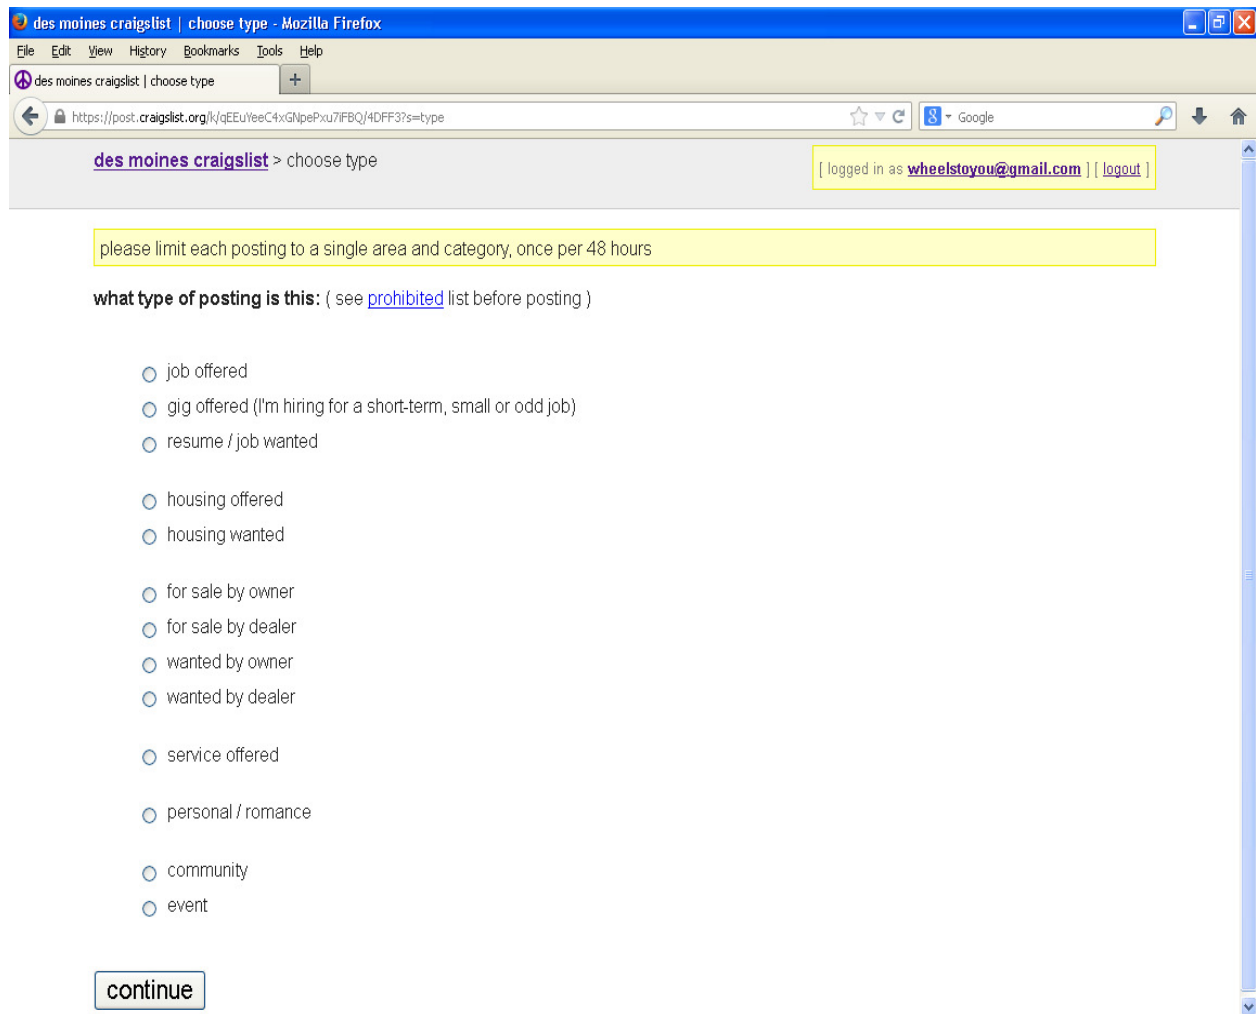 des moines craigslist | choose type - Mozilla Firefox
File Edit View History Bookmarks Tools Help
des moines craigslist | choose type +
https://post.craigslist.org/k/qEEuYeeC4xGNpePxu7iFBQ/4DFF3?s=type 8 Google
des moines craigslist > choose type [ logged in as wheelstoyou@gmail.com ] [ logout ]
please limit each posting to a single area and category, once per 48 hours
what type of posting is this: ( see prohibited list before posting )
job offered
gig offered (I'm hiring for a short-term, small or odd job)
resume / job wanted
housing offered
housing wanted
for sale by owner
for sale by dealer
wanted by owner
wanted by dealer
service offered
personal / romance
community
event
continue